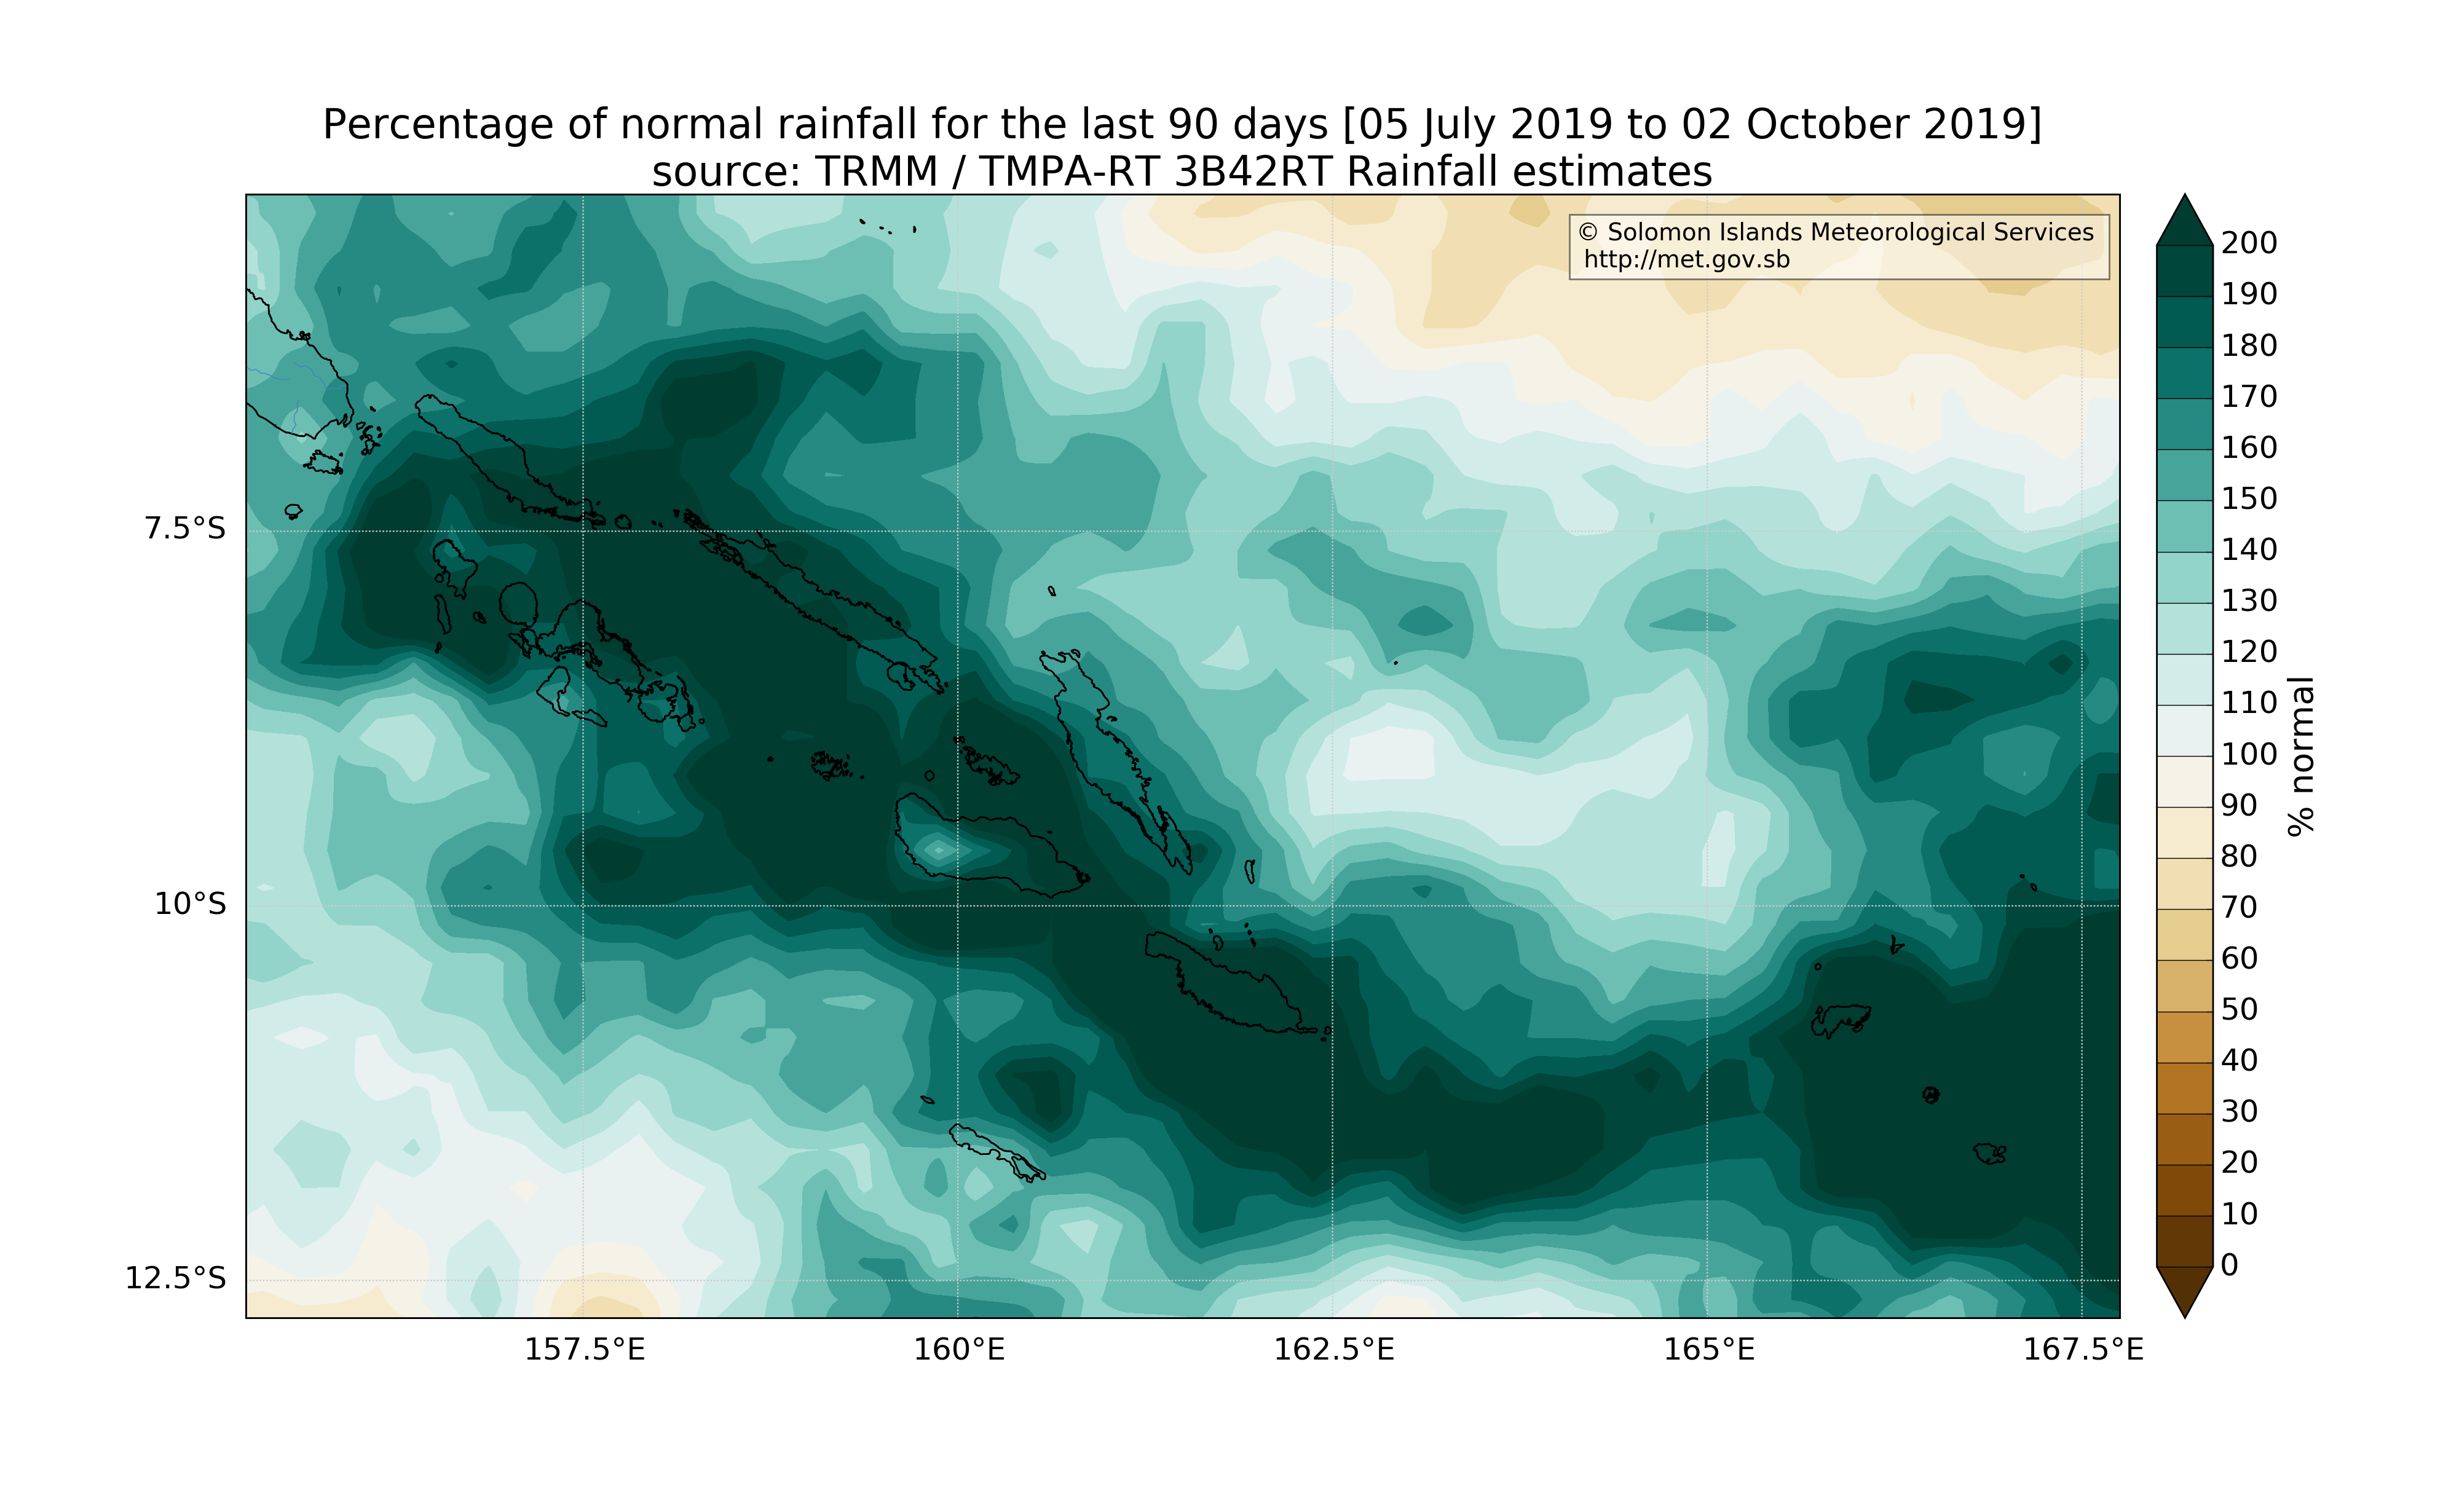 Percentage of normal rainfall for the last 90 days [05 July 2019 to 02 October 2019]
source: TRMM / TMPA-RT 3B42RT Rainfall estimates
© Solomon Islands Meteorological Services
http://met.gov.sb
7.5°S
10°S
12.5°S
157.5°E
160°E
162.5°E
165°E
167.5°E
200
190
180
170
160
150
140
130
120
110
100
90
80
70
60
50
40
30
20
10
0
% normal